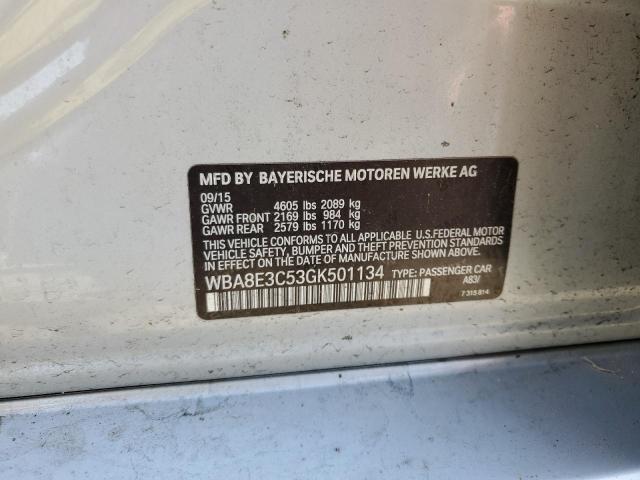 MFD BY BAYERISCHE MOTOREN WERKE AG
09/15
GVWR 4605 lbs 2089 kg
GAWR FRONT 2169 lbs 984 kg
GAWR REAR 2579 lbs 1170 kg
THIS VEHICLE CONFORMS TO ALL APPLICABLE U.S.FEDERAL MOTOR
VEHICLE SAFETY, BUMPER, AND THEFT PREVENTION STANDARDS IN
EFFECT ON THE DATE OF MANUFACTURE SHOWN ABOVE.
WBA8E3C53GK501134 TYPE: PASSENGER CAR
A83/
7 315 814